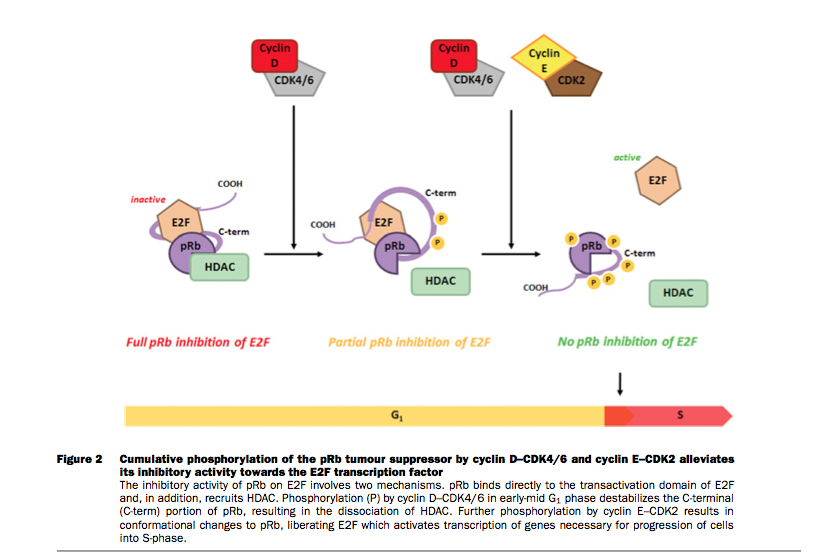 Cyclin
D
CDK4/6
Cyclin
D
CDK4/6
Cyclin
E
CDK2
inactive
COOH
E2F
C-term
pRb
HDAC
C-term
COOH
E2F
P
pRb
P
HDAC
active
E2F
P
pRb
P
C-term
P
COOH
P
P
HDAC
Full pRb inhibition of E2F
Partial pRb inhibition of E2F
No pRb inhibition of E2F
G₁
S
Figure 2 Cumulative phosphorylation of the pRb tumour suppressor by cyclin D–CDK4/6 and cyclin E–CDK2 alleviates
its inhibitory activity towards the E2F transcription factor
The inhibitory activity of pRb on E2F involves two mechanisms. pRb binds directly to the transactivation domain of E2F
and, in addition, recruits HDAC. Phosphorylation (P) by cyclin D–CDK4/6 in early-mid G₁ phase destabilizes the C-terminal
(C-term) portion of pRb, resulting in the dissociation of HDAC. Further phosphorylation by cyclin E–CDK2 results in
conformational changes to pRb, liberating E2F which activates transcription of genes necessary for progression of cells
into S-phase.